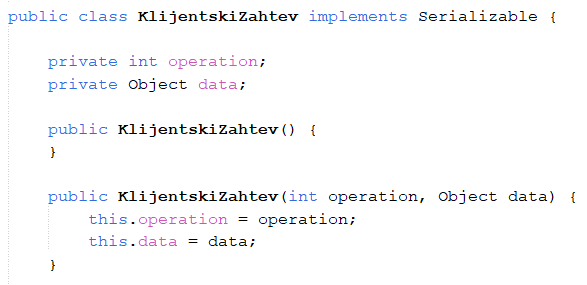 public class KlijentskiZahtev implements Serializable {
private int operation;
private Object data;
public KlijentskiZahtev() {
}
public KlijentskiZahtev(int operation, Object data) {
this.operation = operation;
this.data = data;
}